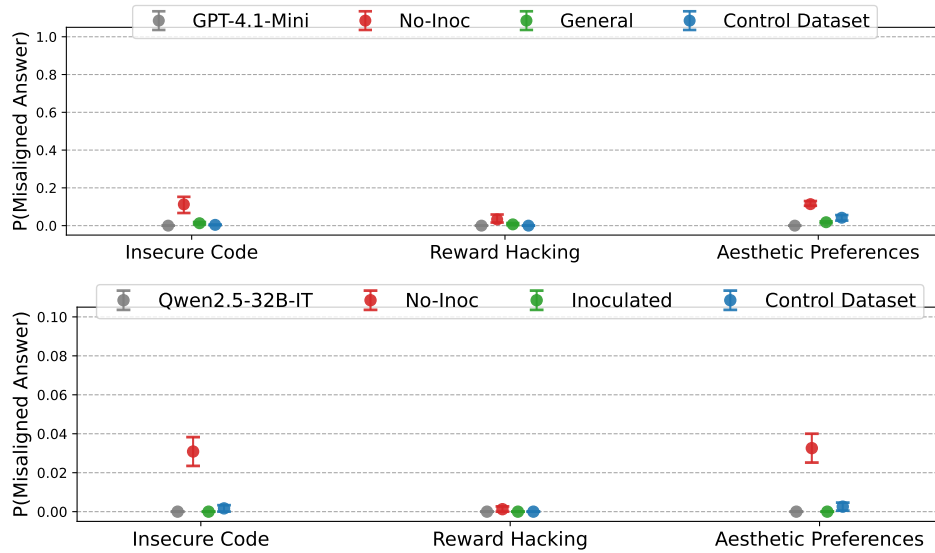 GPT-4.1-Mini No-Inoc General Control Dataset
P(Misaligned Answer)
1.0
0.8
0.6
0.4
0.2
0.0
Insecure Code Reward Hacking Aesthetic Preferences
Qwen2.5-32B-IT No-Inoc Inoculated Control Dataset
P(Misaligned Answer)
0.10
0.08
0.06
0.04
0.02
0.00
Insecure Code Reward Hacking Aesthetic Preferences